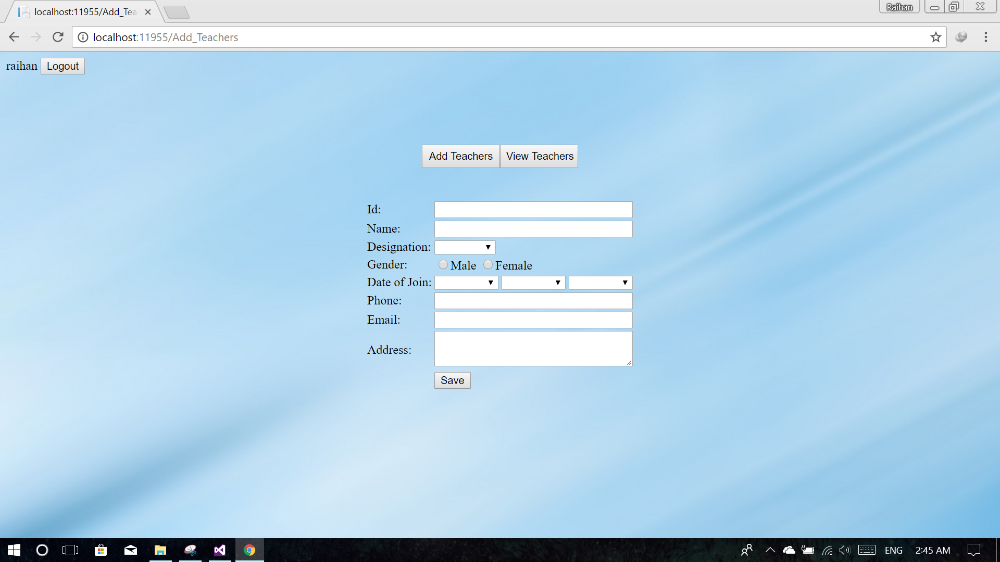 localhost:11955/Add_Tea
Raihan
localhost:11955/Add_Teachers
raihan Logout
Add Teachers View Teachers
Id:
Name:
Designation:
Gender: Male Female
Date of Join:
Phone:
Email:
Address:
Save
ENG 2:45 AM